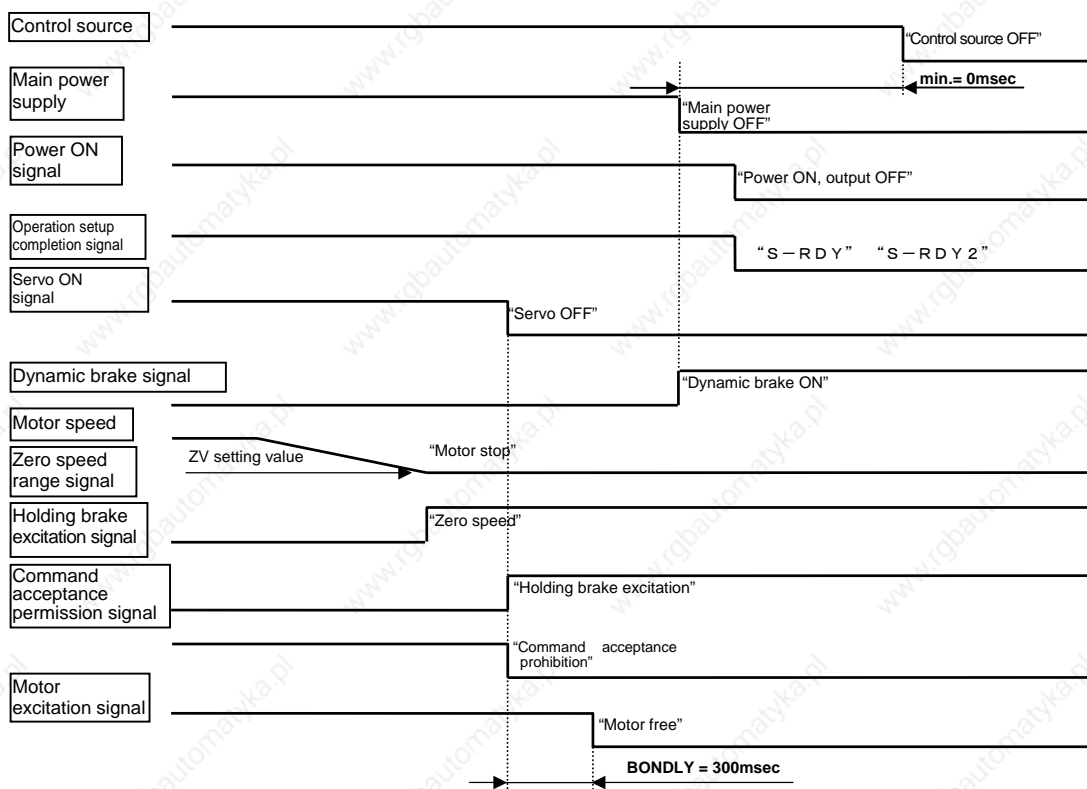 Control source
"Control source OFF"
Main power
supply
min.= 0msec
"Main power
supply OFF"
Power ON
signal
"Power ON, output OFF"
Operation setup
completion signal
"Ｓ－ＲＤＹ" "Ｓ－ＲＤＹ２"
Servo ON
signal
"Servo OFF"
Dynamic brake signal
"Dynamic brake ON"
Motor speed
Zero speed
range signal
ZV setting value
"Motor stop"
Holding brake
excitation signal
"Zero speed"
Command
acceptance
permission signal
"Holding brake excitation"
"Command acceptance
prohibition"
Motor
excitation signal
"Motor free"
BONDLY = 300msec
www.rgbautomatyka.pl